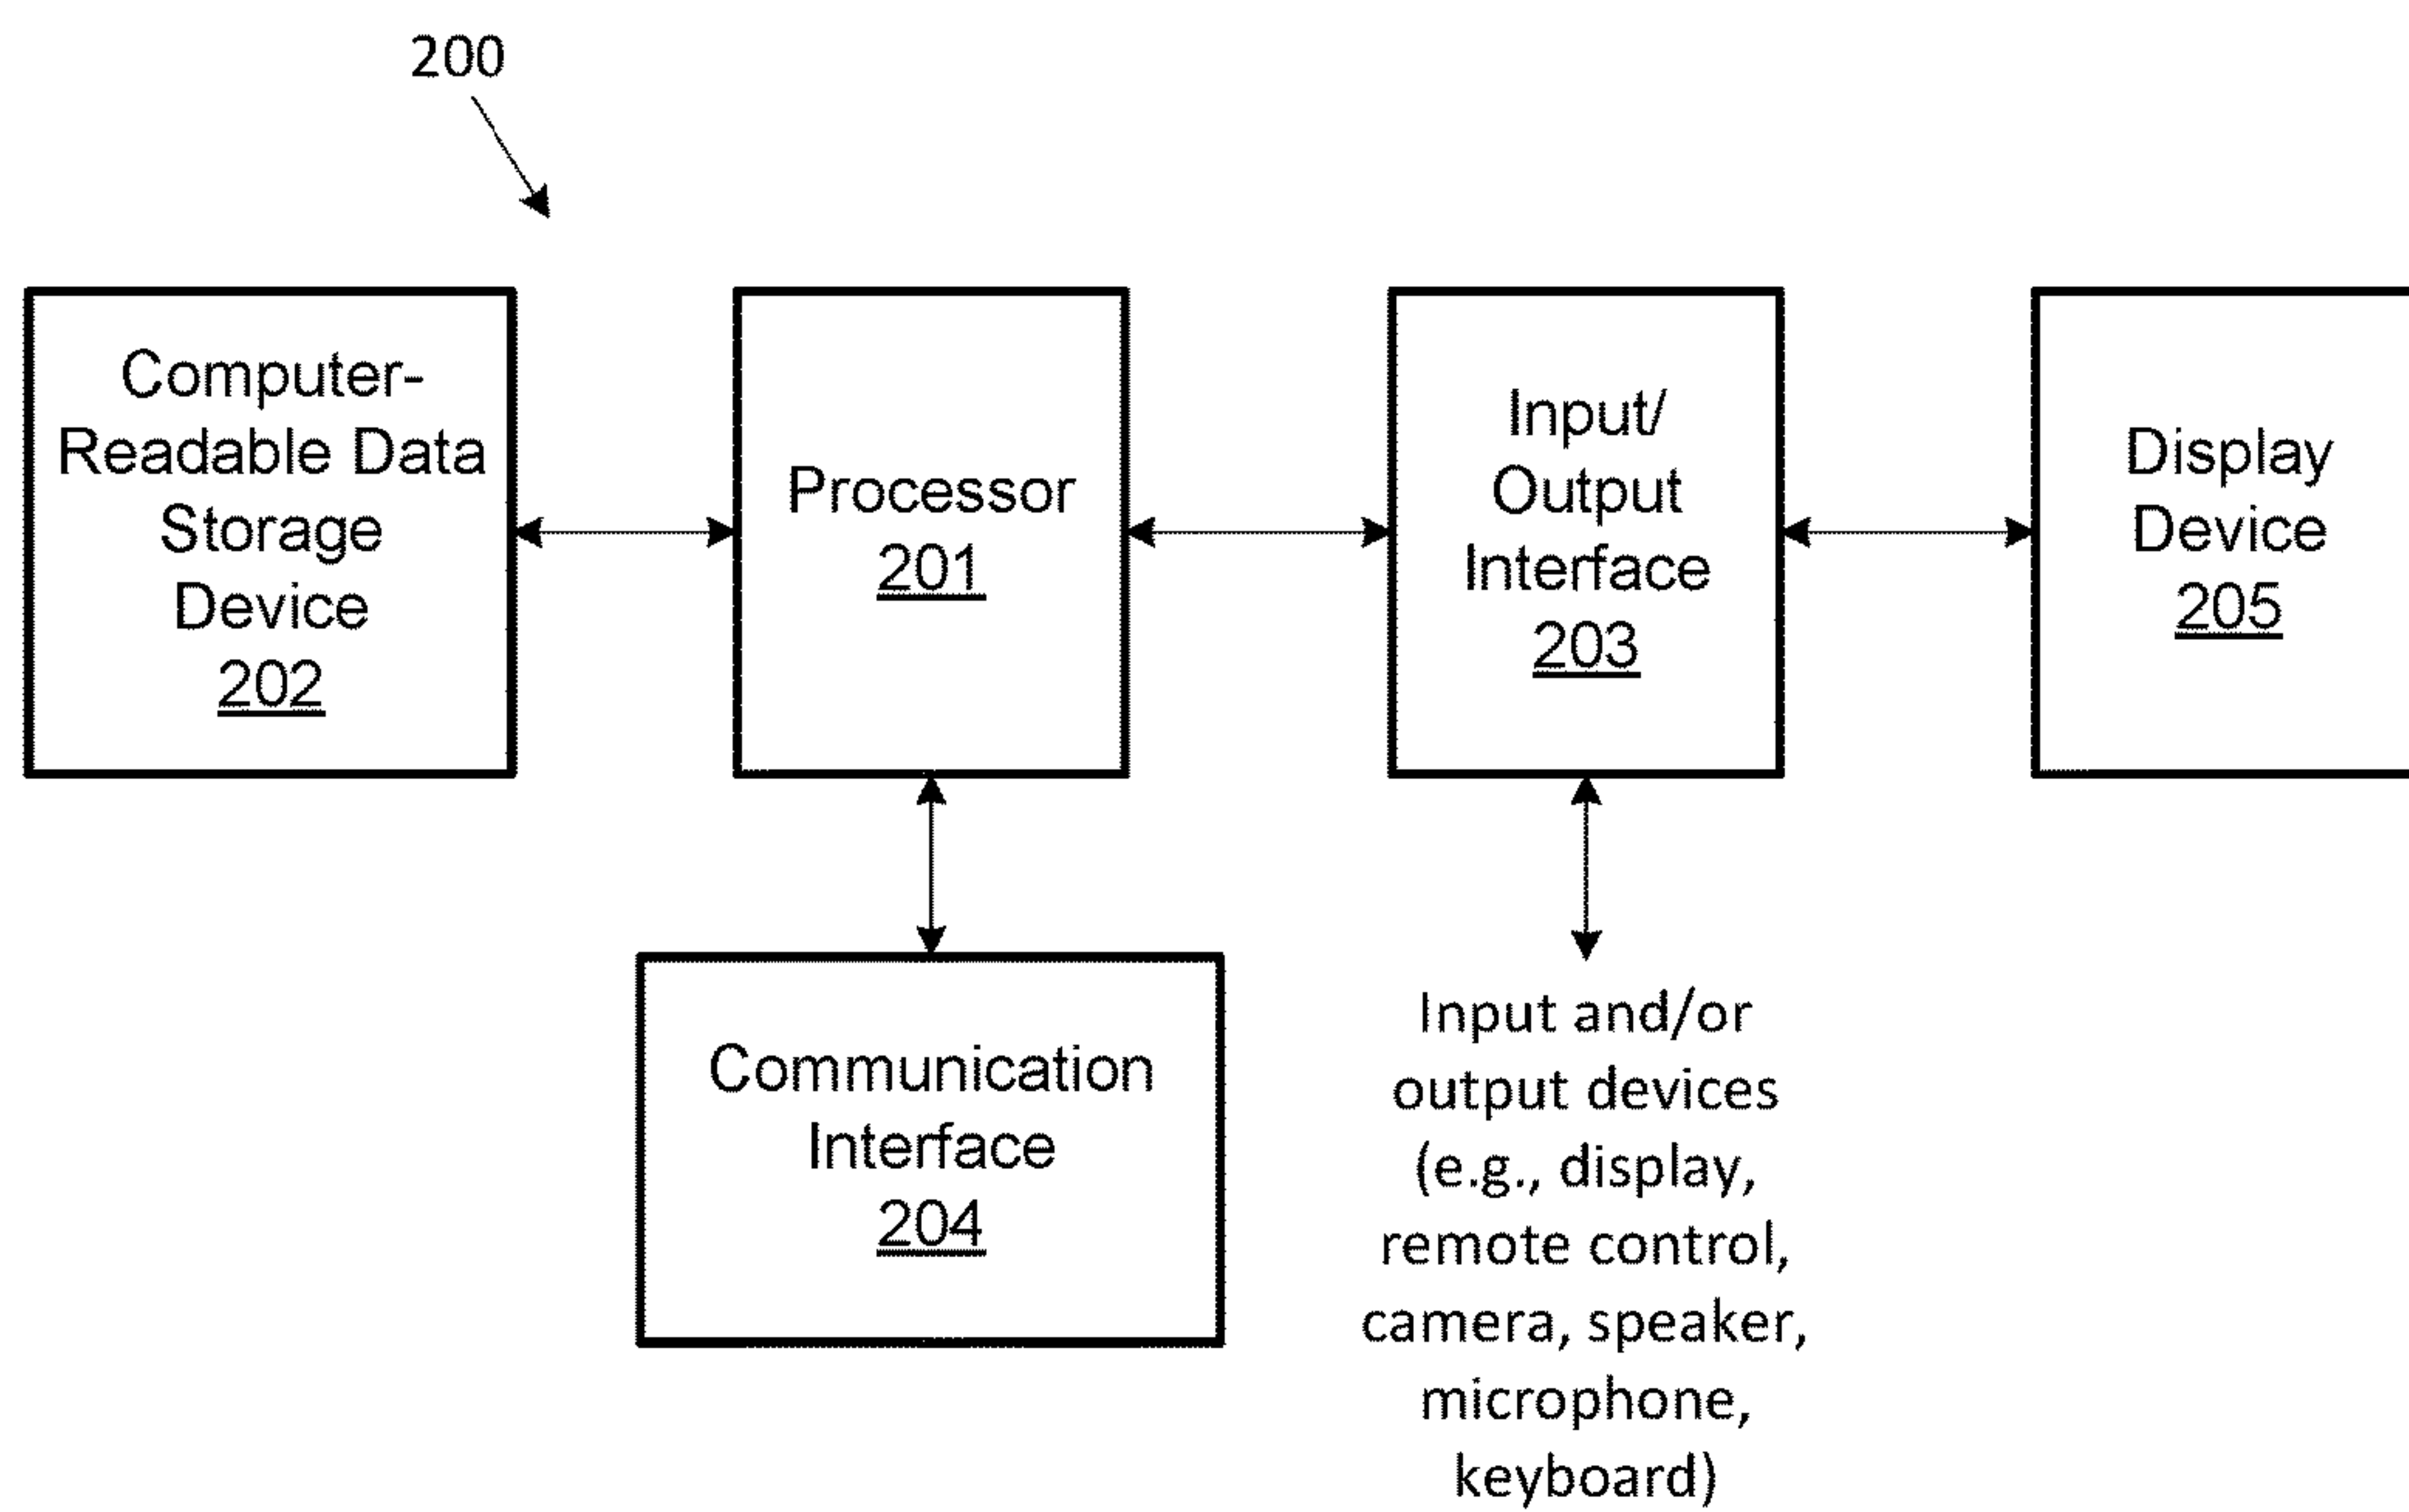 200
Computer-
Readable Data
Storage
Device
202
Processor
201
Input/
Output
Interface
203
Display
Device
205
Communication
Interface
204
Input and/or
output devices
(e.g., display,
remote control,
camera, speaker,
microphone,
keyboard)